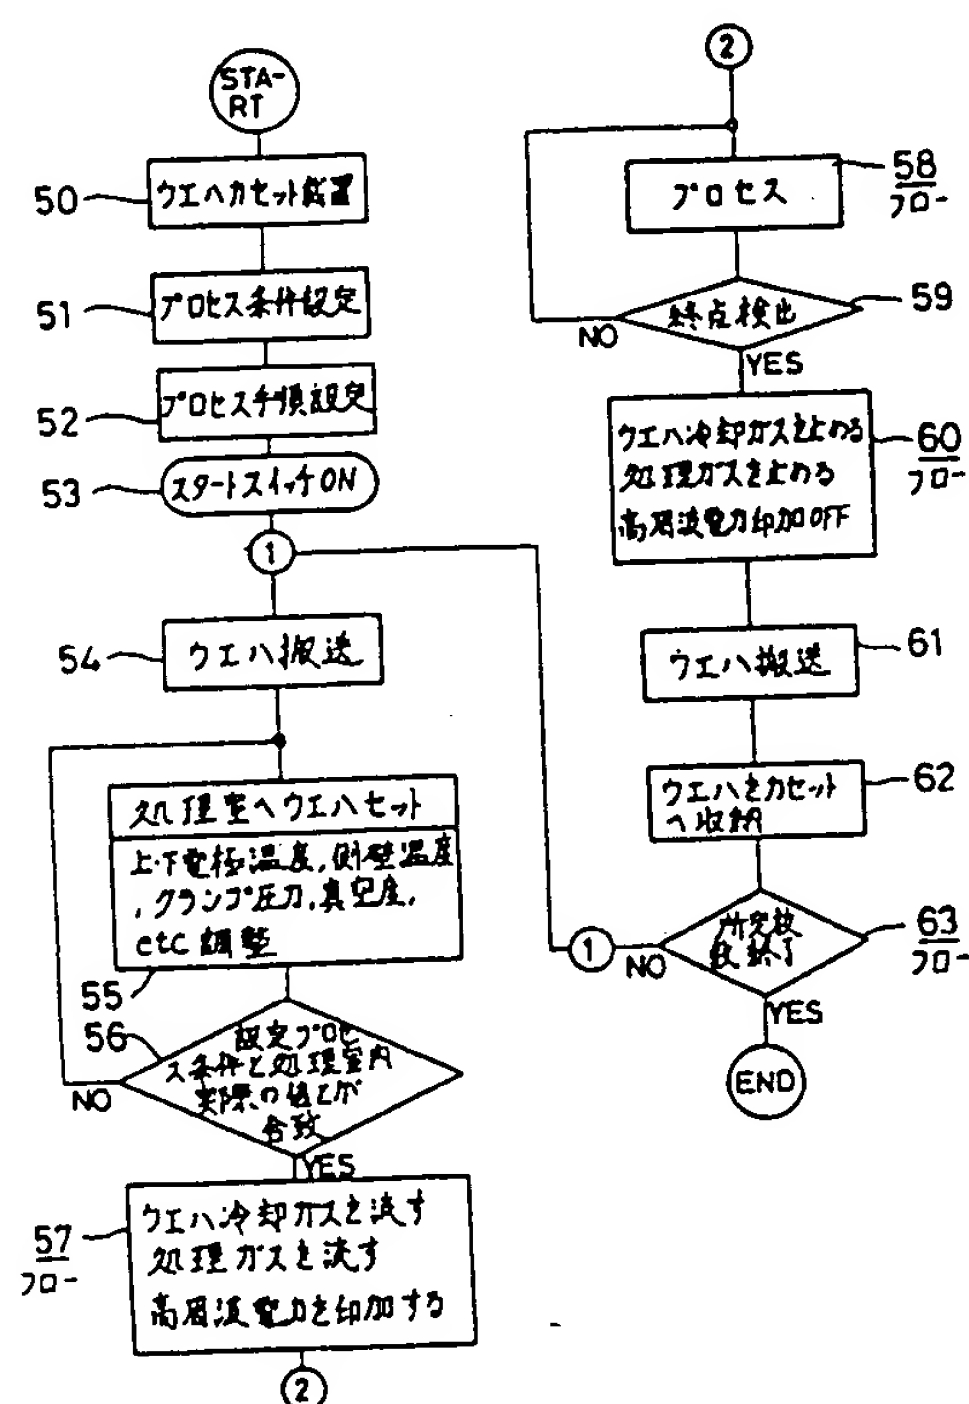 STA-
RT
50
ウエハカセット載置
51
プロセス条件設定
52
プロセス手順設定
53
スタートスイッチON
1
54
ウエハ搬送
処理室へウエハセット
上・下電極温度,側壁温度
,クランプ圧力,真空度,
etc調整
55
56
設定プロセ
ス条件と処理室内
実際の値とが
合致
NO
YES
57
フロー
ウエハ冷却ガスを流す
処理ガスを流す
高周波電力を印加する
2
2
プロセス
58
フロー
終点検出
59
NO
YES
ウエハ冷却ガスを止める
処理ガスを止める
高周波電力印加OFF
60
フロー
ウエハ搬送
61
ウエハをカセット
へ収納
62
所定枚
数終了
63
フロー
1
NO
YES
END